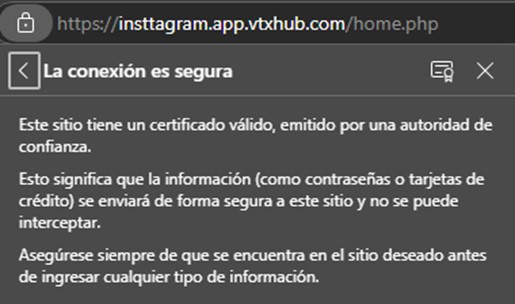 https://insttagram.app.vtxhub.com/home.php
La conexión es segura
Este sitio tiene un certificado válido, emitido por una autoridad de
confianza.
Esto significa que la información (como contraseñas o tarjetas de
crédito) se enviará de forma segura a este sitio y no se puede
interceptar.
Asegúrese siempre de que se encuentra en el sitio deseado antes
de ingresar cualquier tipo de información.